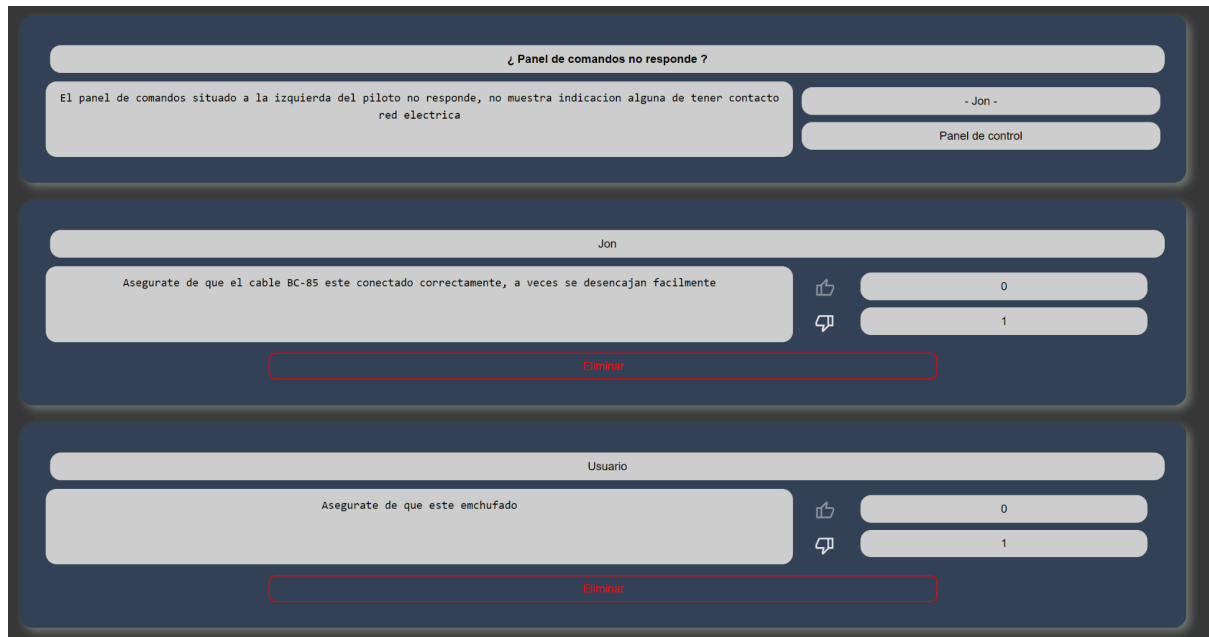 ¿ Panel de comandos no responde ?
El panel de comandos situado a la izquierda del piloto no responde, no muestra indicacion alguna de tener contacto
red electrica
- Jon -
Panel de control
Jon
Asegurate de que el cable BC-85 este conectado correctamente, a veces se desencajan facilmente
0
1
Eliminar
Usuario
Asegurate de que este emchufado
0
1
Eliminar